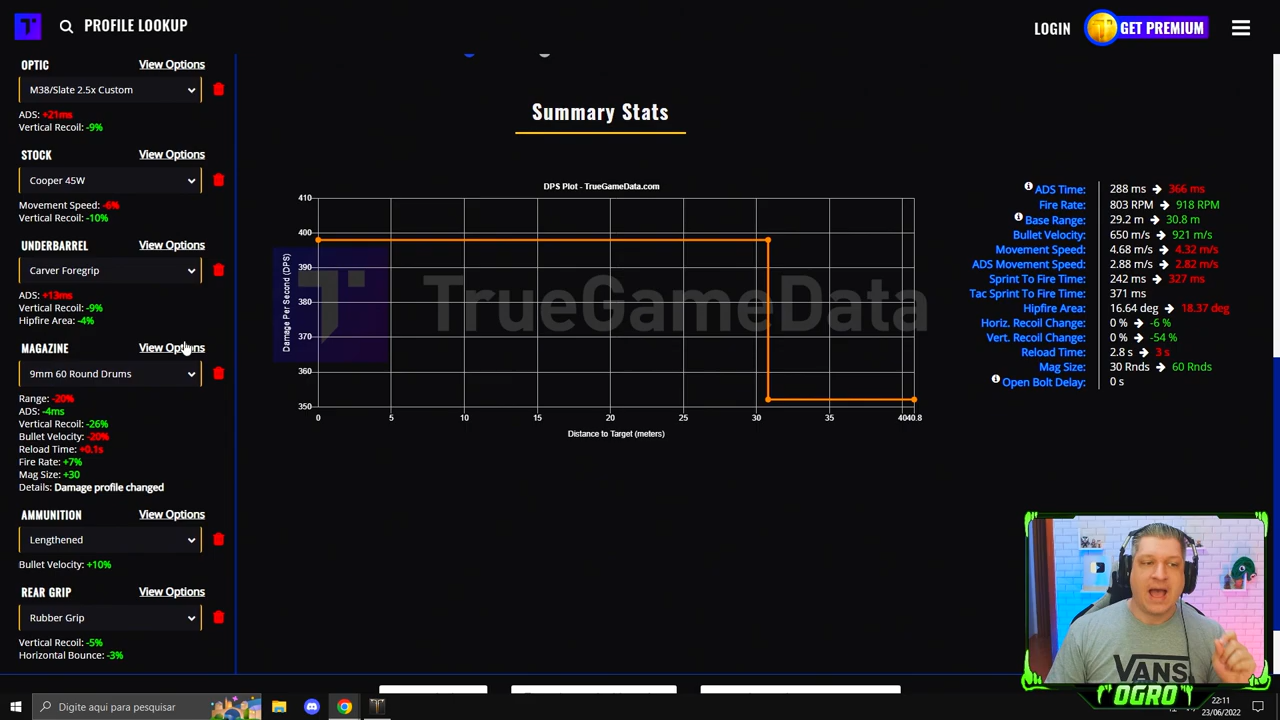 PROFILE LOOKUP
LOGIN
GET PREMIUM
OPTIC
View Options
M38/Slate 2.5x Custom
ADS: +21ms
Vertical Recoil: -9%
STOCK
View Options
Cooper 45W
Movement Speed: -6%
Vertical Recoil: -10%
UNDERBARREL
View Options
Carver Foregrip
ADS: +13ms
Vertical Recoil: -9%
Hipfire Area: -4%
MAGAZINE
View Options
9mm 60 Round Drums
Range: -20%
ADS: -4ms
Vertical Recoil: -26%
Bullet Velocity: -20%
Reload Time: +0.1s
Fire Rate: +7%
Mag Size: +30
Details: Damage profile changed
AMMUNITION
View Options
Lengthened
Bullet Velocity: +10%
REAR GRIP
View Options
Rubber Grip
Vertical Recoil: -5%
Horizontal Bounce: -3%
Summary Stats
DPS Plot - TrueGameData.com
410
400
390
380
370
360
350
Damage Per Second (DPS)
TrueGameData
0
5
10
15
20
25
30
35
40
40.8
Distance to Target (meters)
ADS Time: 288 ms → 366 ms
Fire Rate: 803 RPM → 918 RPM
Base Range: 29.2 m → 30.8 m
Bullet Velocity: 650 m/s → 921 m/s
Movement Speed: 4.68 m/s → 4.32 m/s
ADS Movement Speed: 2.88 m/s → 2.82 m/s
Sprint To Fire Time: 242 ms → 327 ms
Tac Sprint To Fire Time: 371 ms
Hipfire Area: 16.64 deg → 18.37 deg
Horiz. Recoil Change: 0 % → -6 %
Vert. Recoil Change: 0 % → -54 %
Reload Time: 2.8 s → 3 s
Mag Size: 30 Rnds → 60 Rnds
Open Bolt Delay: 0 s
VANS
OGRO
Digite aqui para pesquisar
22:11
23/06/2022